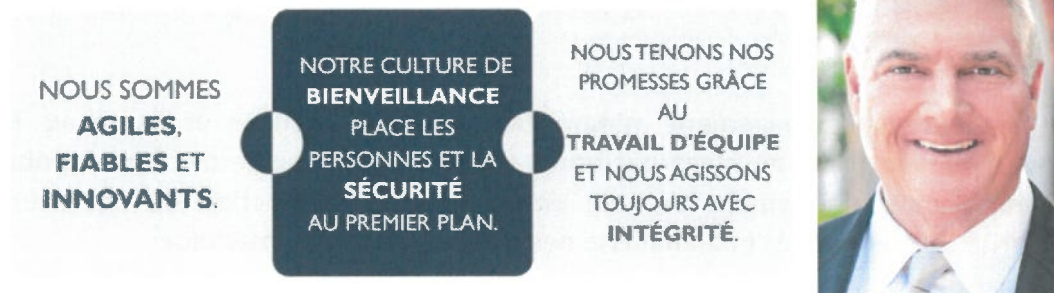 NOUS SOMMES
AGILES,
FIABLES ET
INNOVANTS.
NOTRE CULTURE DE
BIENVEILLANCE
PLACE LES
PERSONNES ET LA
SÉCURITÉ
AU PREMIER PLAN.
NOUS TENONS NOS
PROMESSES GRÂCE
AU
TRAVAIL D'ÉQUIPE
ET NOUS AGISSONS
TOUJOURS AVEC
INTÉGRITÉ.